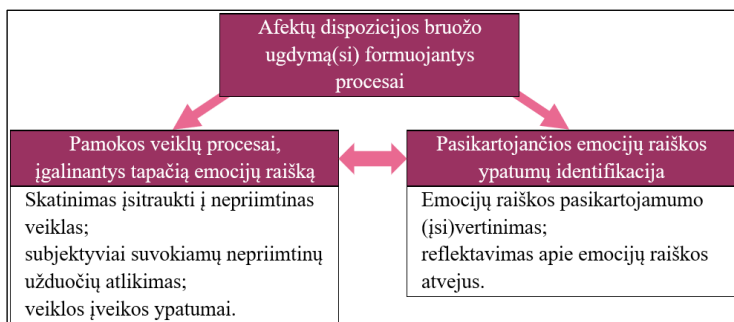 Afektų dispozicijos bruožo
ugdymą(si) formuojantys
procesai
Pamokos veiklų procesai,
įgalinantys tapačią emocijų raišką
Skatinimas įsitraukti į nepriimtinas
veiklas;
subjektyviai suvokiamų nepriimtinų
užduočių atlikimas;
veiklos įveikos ypatumai.
Pasikartojančios emocijų raiškos
ypatumų identifikacija
Emocijų raiškos pasikartojamumo
(įsi)vertinimas;
reflektavimas apie emocijų raiškos
atvejus.